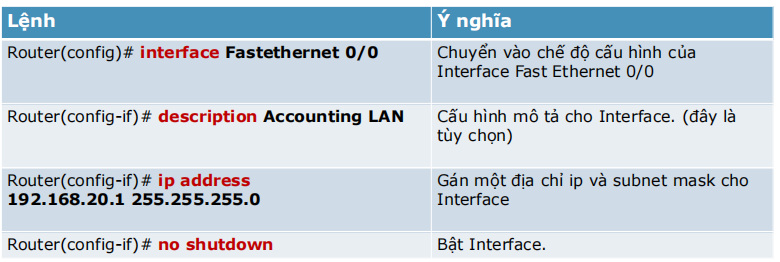 Lệnh
Ý nghĩa
Router(config)# interface Fastethernet 0/0
Chuyển vào chế độ cấu hình của
Interface Fast Ethernet 0/0
Router(config-if)# description Accounting LAN
Cấu hình mô tả cho Interface. (đây là
tùy chọn)
Router(config-if)# ip address
192.168.20.1 255.255.255.0
Gán một địa chỉ ip và subnet mask cho
Interface
Router(config-if)# no shutdown
Bật Interface.